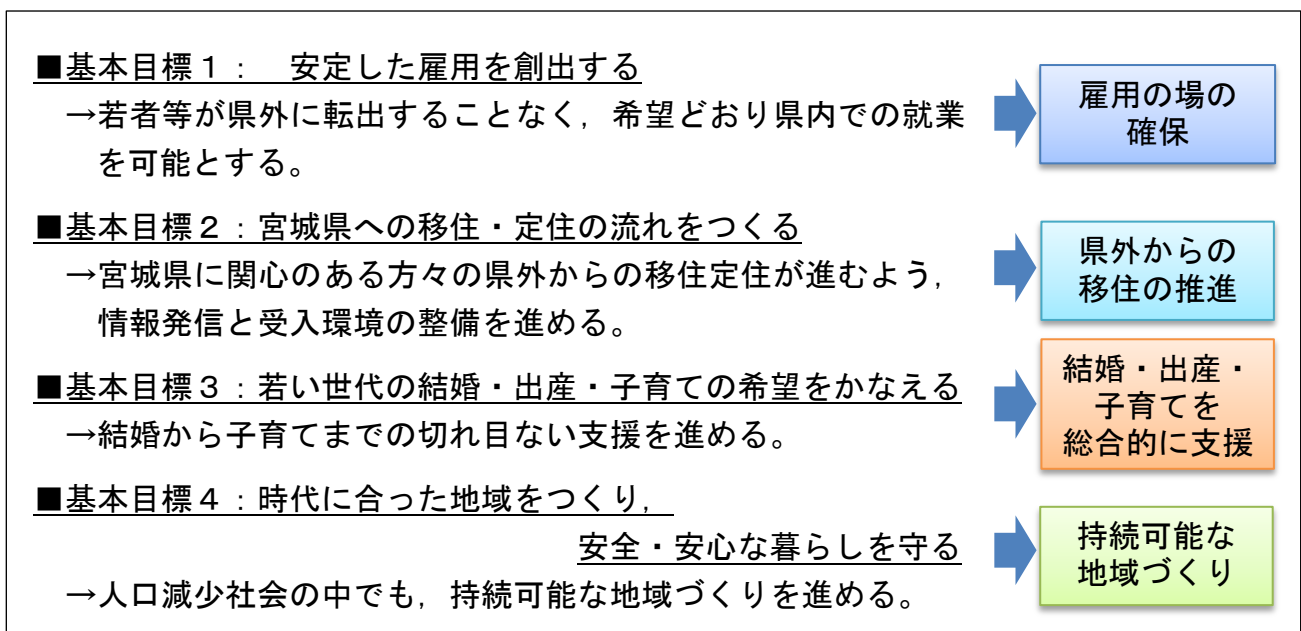 ■基本目標１：　安定した雇用を創出する
→若者等が県外に転出することなく，希望どおり県内での就業
を可能とする。
雇用の場の
確保
■基本目標２：宮城県への移住・定住の流れをつくる
→宮城県に関心のある方々の県外からの移住定住が進むよう，
情報発信と受入環境の整備を進める。
県外からの
移住の推進
■基本目標３：若い世代の結婚・出産・子育ての希望をかなえる
→結婚から子育てまでの切れ目ない支援を進める。
結婚・出産・
子育てを
総合的に支援
■基本目標４：時代に合った地域をつくり，
安全・安心な暮らしを守る
→人口減少社会の中でも，持続可能な地域づくりを進める。
持続可能な
地域づくり